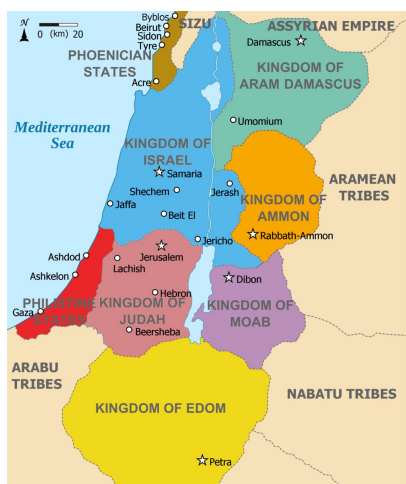 Byblos
Beirut
Sidon
Tyre
SIZU
ASSYRIAN EMPIRE
N
0 (km) 20
PHOENICIAN
STATES
Damascus
KINGDOM OF
ARAM DAMASCUS
Acre
Umomium
Mediterranean
Sea
KINGDOM OF
ISRAEL
Samaria
ARAMEAN
TRIBES
Shechem
Jerash
KINGDOM OF
AMMON
Jaffa
Beit El
Jericho
Rabbath-Ammon
Ashdod
Jerusalem
Lachish
Ashkelon
Dibon
Hebron
Gaza
PHILISTINE
STATES
KINGDOM OF
JUDAH
KINGDOM OF
MOAB
Beersheba
ARABU
TRIBES
NABATU TRIBES
KINGDOM OF EDOM
Petra